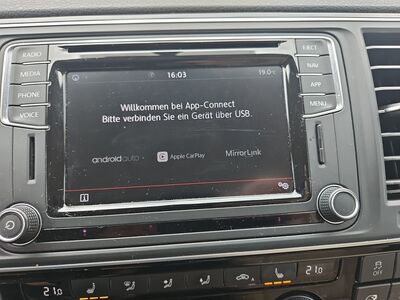 RADIO
MEDIA
PHONE
VOICE
EJECT
NAV
APP
MENU
16:03
19.0°C
Willkommen bei App-Connect
Bitte verbinden Sie ein Gerät über USB.
androidauto
Apple CarPlay
MirrorLink
21.0
21.0